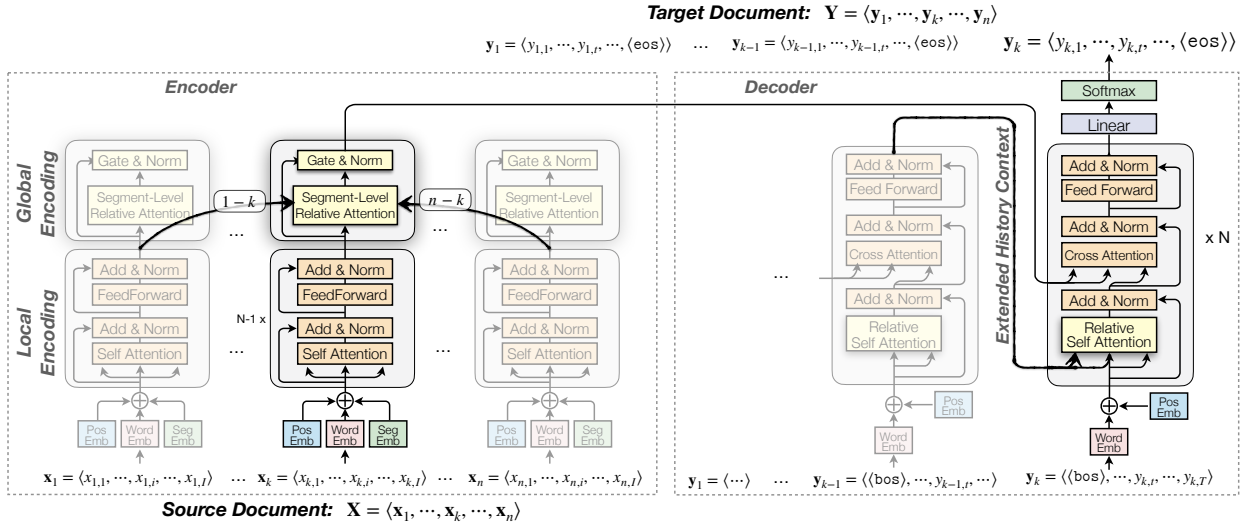 Target Document: Y = ⟨y₁, ⋯, yₖ, ⋯, yₙ⟩
y₁ = ⟨y₁,₁, ⋯, y₁,ₜ, ⋯, ⟨eos⟩⟩ ... yₖ₋₁ = ⟨yₖ₋₁,₁, ⋯, yₖ₋₁,ₜ, ⋯, ⟨eos⟩⟩ yₖ = ⟨yₖ,₁, ⋯, yₖ,ₜ, ⋯, ⟨eos⟩⟩
Encoder
Global
Encoding
Local
Encoding
Gate & Norm
Segment-Level
Relative Attention
Add & Norm
FeedForward
Add & Norm
Self Attention
Pos
Emb
Word
Emb
Seg
Emb
1 − k
...
...
Gate & Norm
Segment-Level
Relative Attention
Add & Norm
FeedForward
N-1 x
Add & Norm
Self Attention
Pos
Emb
Word
Emb
Seg
Emb
n − k
...
...
Gate & Norm
Segment-Level
Relative Attention
Add & Norm
FeedForward
Add & Norm
Self Attention
Pos
Emb
Word
Emb
Seg
Emb
x₁ = ⟨x₁,₁, ⋯, x₁,ᵢ, ⋯, x₁,I⟩ ... xₖ = ⟨xₖ,₁, ⋯, xₖ,ᵢ, ⋯, xₖ,I⟩ ... xₙ = ⟨xₙ,₁, ⋯, xₙ,ᵢ, ⋯, xₙ,I⟩
Source Document: X = ⟨x₁, ⋯, xₖ, ⋯, xₙ⟩
Decoder
...
Add & Norm
Feed Forward
Add & Norm
Cross Attention
Add & Norm
Relative
Self Attention
Pos
Emb
Word
Emb
Extended History Context
Softmax
Linear
Add & Norm
Feed Forward
Add & Norm
Cross Attention
Add & Norm
Relative
Self Attention
x N
Pos
Emb
Word
Emb
y₁ = ⟨⋯⟩ ... yₖ₋₁ = ⟨⟨bos⟩, ⋯, yₖ₋₁,ₜ, ⋯⟩ yₖ = ⟨⟨bos⟩, ⋯, yₖ,ₜ, ⋯, yₖ,T⟩